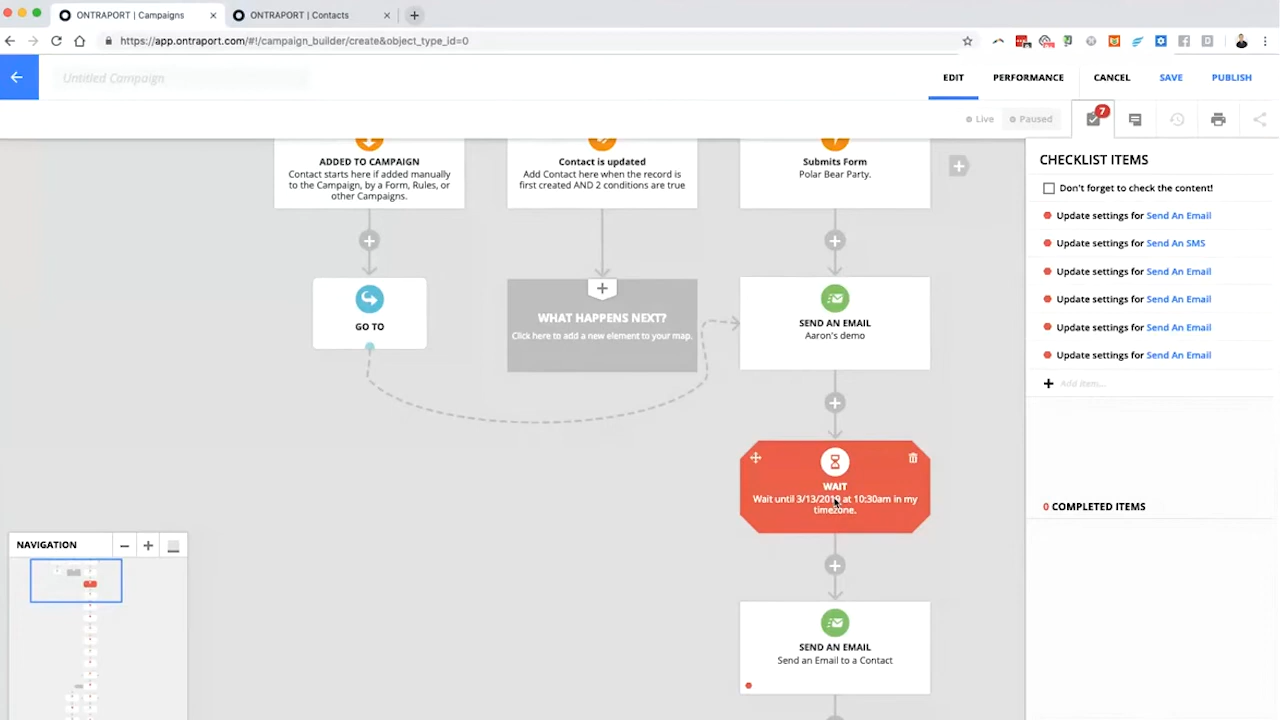 ONTRAPORT | Campaigns
ONTRAPORT | Contacts
https://app.ontraport.com/#!/campaign_builder/create&object_type_id=0
Untitled Campaign
EDIT
PERFORMANCE
CANCEL
SAVE
PUBLISH
Live
Paused
7
ADDED TO CAMPAIGN
Contact starts here if added manually
to the Campaign, by a Form, Rules, or
other Campaigns.
Contact is updated
Add Contact here when the record is
first created AND 2 conditions are true
Submits Form
Polar Bear Party.
GO TO
WHAT HAPPENS NEXT?
Click here to add a new element to your map.
SEND AN EMAIL
Aaron's demo
WAIT
Wait until 3/13/2019 at 10:30am in my
timezone.
SEND AN EMAIL
Send an Email to a Contact
CHECKLIST ITEMS
Don't forget to check the content!
Update settings for Send An Email
Update settings for Send An SMS
Update settings for Send An Email
Update settings for Send An Email
Update settings for Send An Email
Update settings for Send An Email
Add item...
0 COMPLETED ITEMS
NAVIGATION